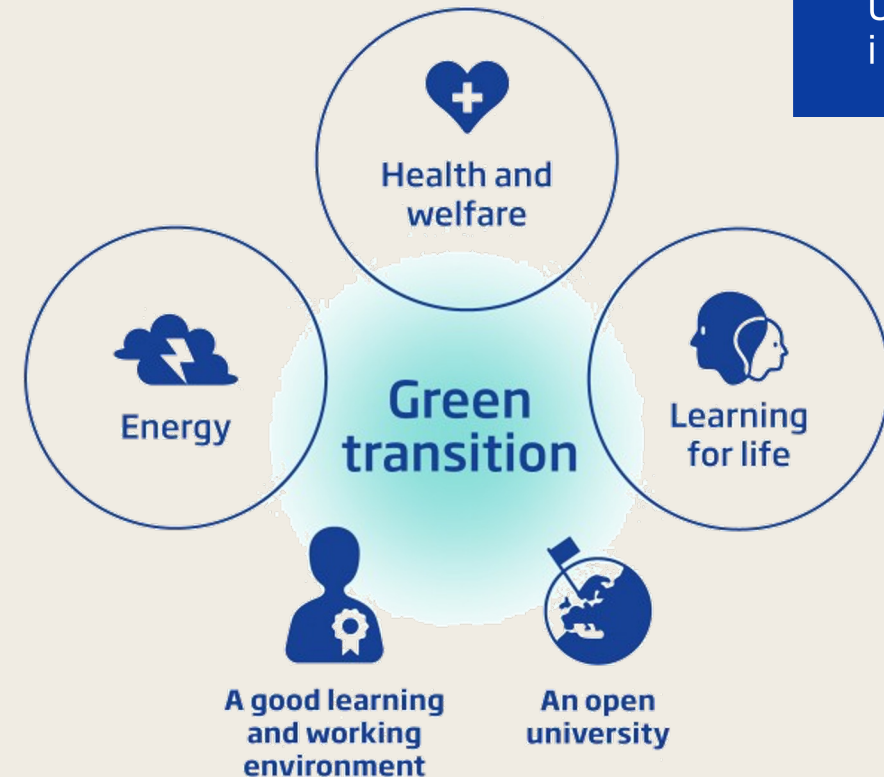 i
Health and
welfare
Energy
Green
transition
Learning
for life
A good learning
and working
environment
An open
university